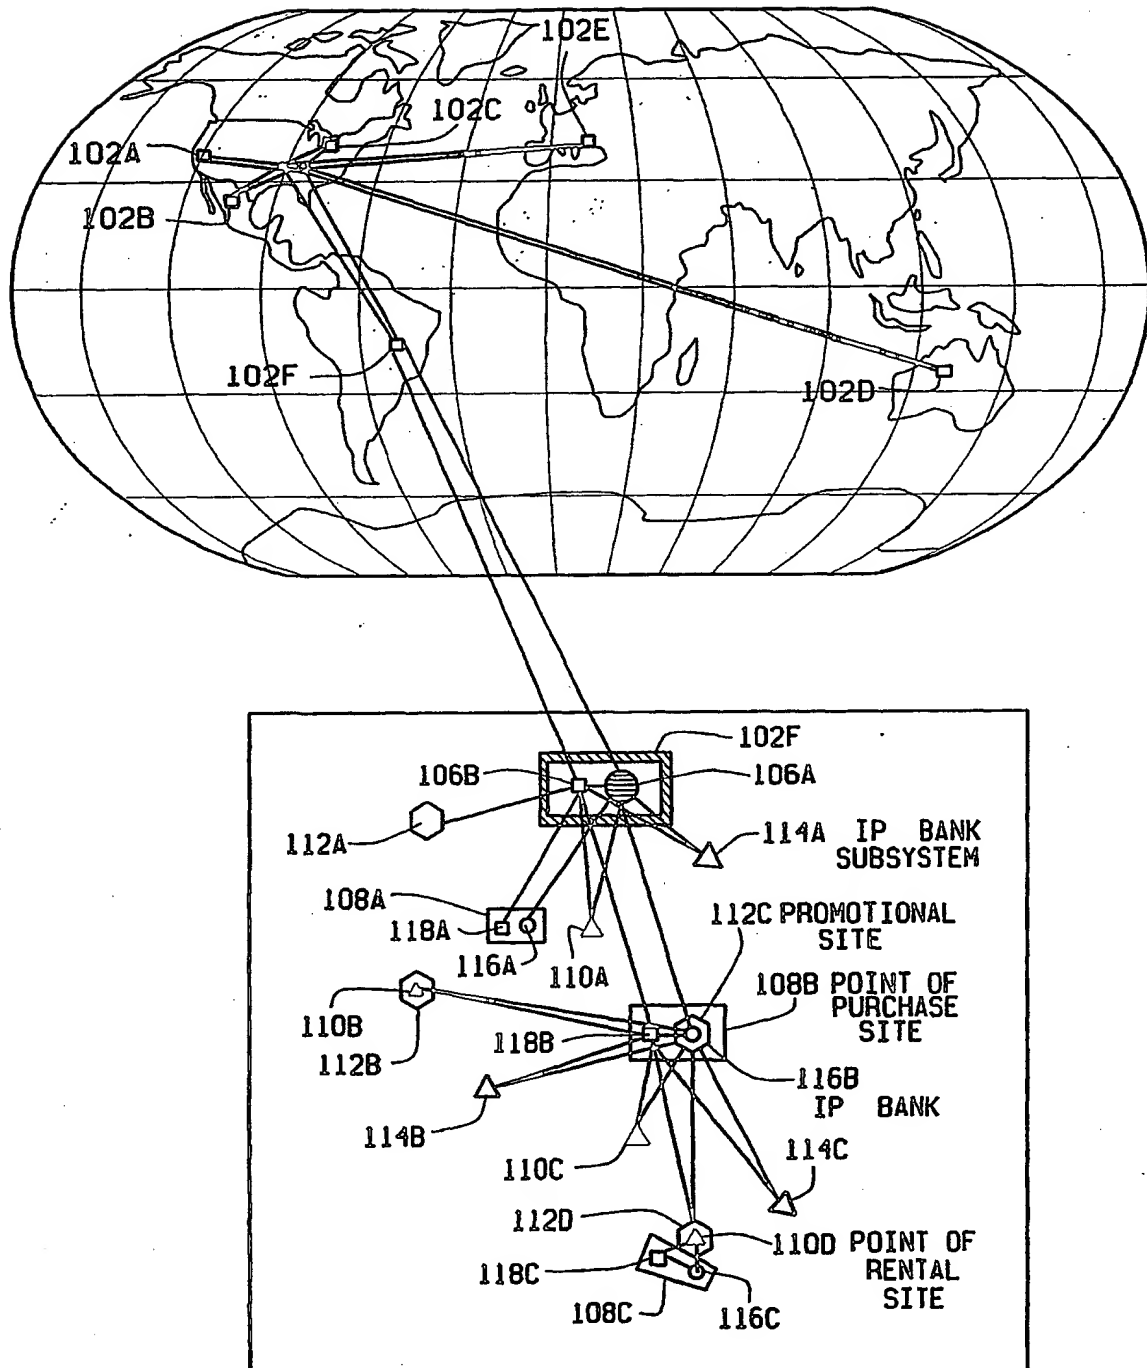 102E
102C
102A
102B
102F
102D
102F
106B
106A
112A
114A IP BANK
SUBSYSTEM
108A
118A
116A
110A
112C PROMOTIONAL
SITE
108B POINT OF
PURCHASE
SITE
110B
112B
118B
116B
IP BANK
114B
110C
114C
112D
110D POINT OF
RENTAL
SITE
118C
108C
116C